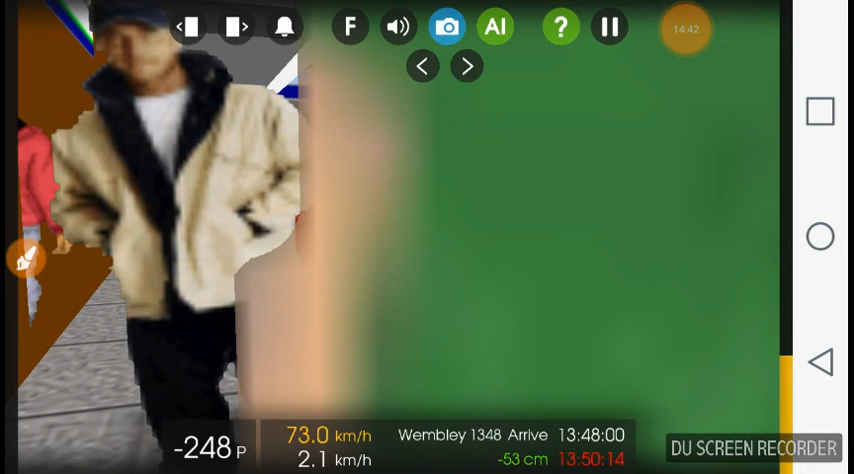 F AI ? 14:42
73.0 km/h Wembley 1348 Arrive 13:48:00
-248 P 2.1 km/h -53 cm 13:50:14
DU SCREEN RECORDER